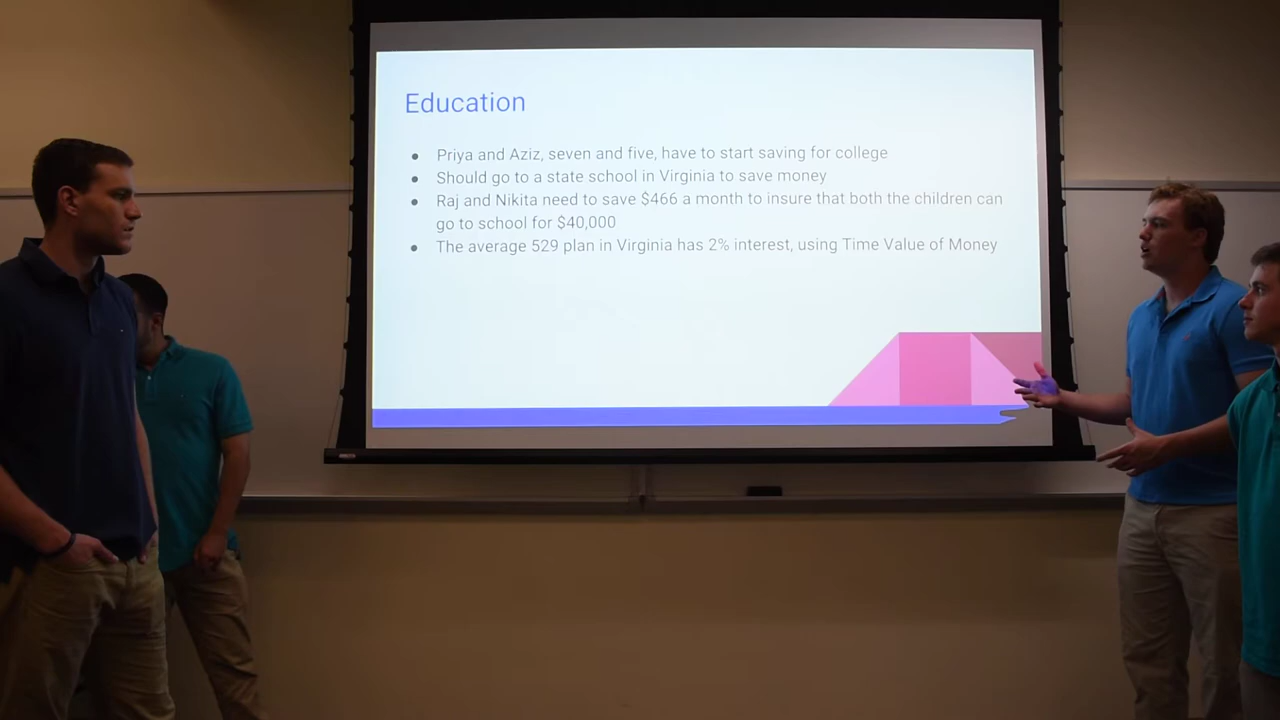 Education
● Priya and Aziz, seven and five, have to start saving for college
● Should go to a state school in Virginia to save money
● Raj and Nikita need to save $466 a month to insure that both the children can
go to school for $40,000
● The average 529 plan in Virginia has 2% interest, using Time Value of Money